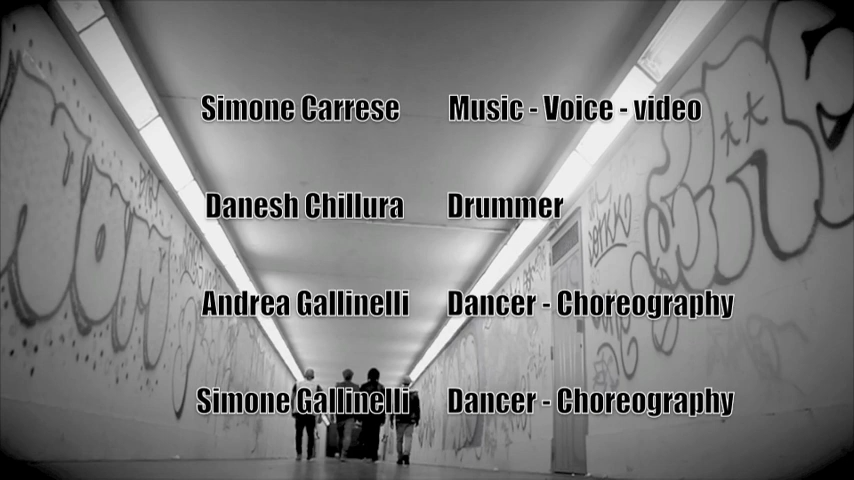 Simone Carrese Music - Voice - video
Danesh Chillura Drummer
Andrea Gallinelli Dancer - Choreography
Simone Gallinelli Dancer - Choreography